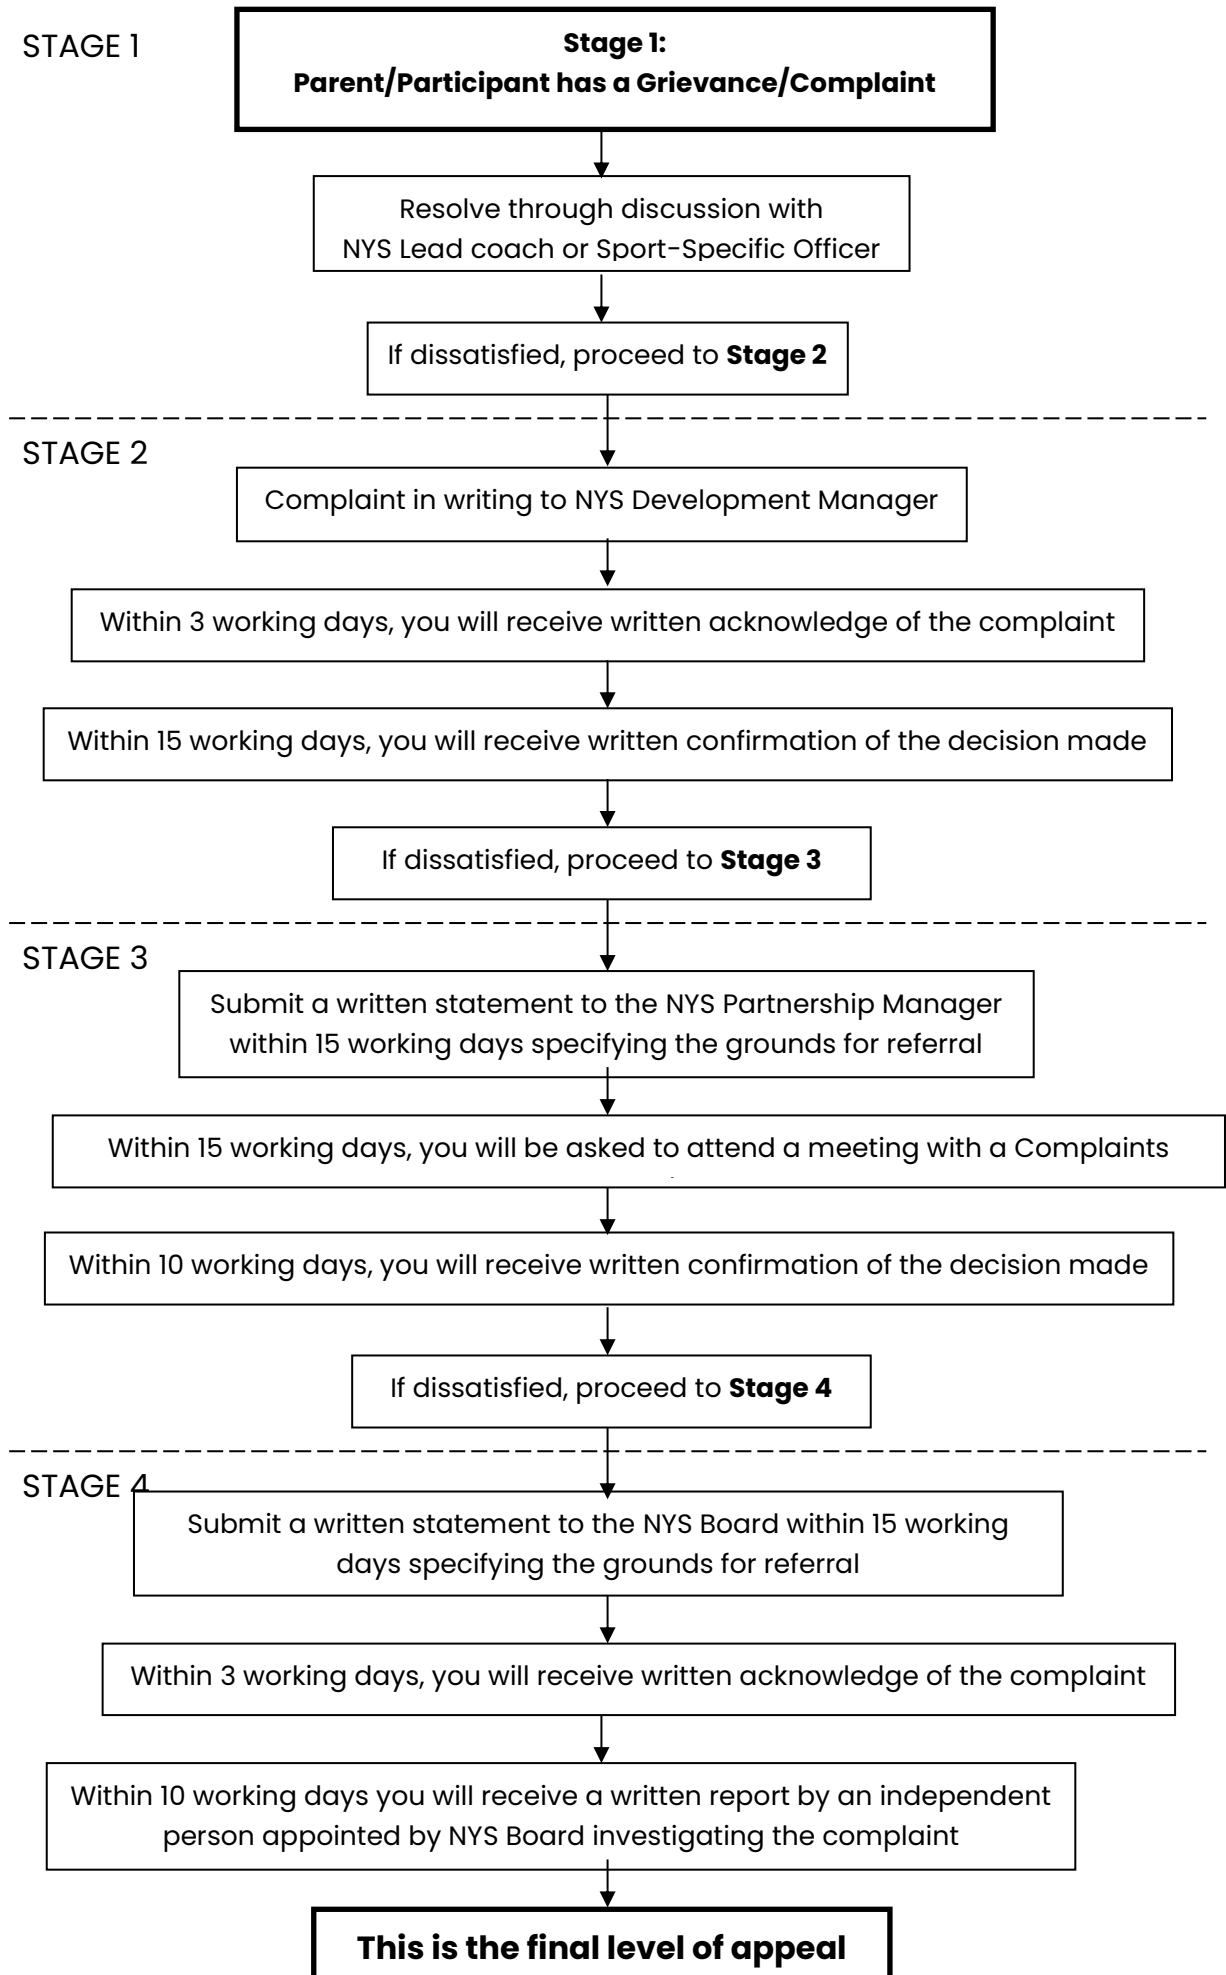 STAGE 1
Stage 1:
Parent/Participant has a Grievance/Complaint
Resolve through discussion with
NYS Lead coach or Sport-Specific Officer
If dissatisfied, proceed to Stage 2
STAGE 2
Complaint in writing to NYS Development Manager
Within 3 working days, you will receive written acknowledge of the complaint
Within 15 working days, you will receive written confirmation of the decision made
If dissatisfied, proceed to Stage 3
STAGE 3
Submit a written statement to the NYS Partnership Manager
within 15 working days specifying the grounds for referral
Within 15 working days, you will be asked to attend a meeting with a Complaints
Within 10 working days, you will receive written confirmation of the decision made
If dissatisfied, proceed to Stage 4
STAGE 4
Submit a written statement to the NYS Board within 15 working
days specifying the grounds for referral
Within 3 working days, you will receive written acknowledge of the complaint
Within 10 working days you will receive a written report by an independent
person appointed by NYS Board investigating the complaint
This is the final level of appeal